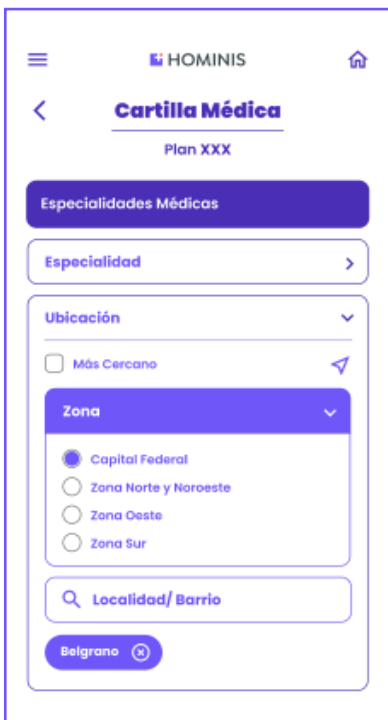 HOMINIS
Cartilla Médica
Plan XXX
Especialidades Médicas
Especialidad
Ubicación
Más Cercano
Zona
Capital Federal
Zona Norte y Noroeste
Zona Oeste
Zona Sur
Localidad/ Barrio
Belgrano